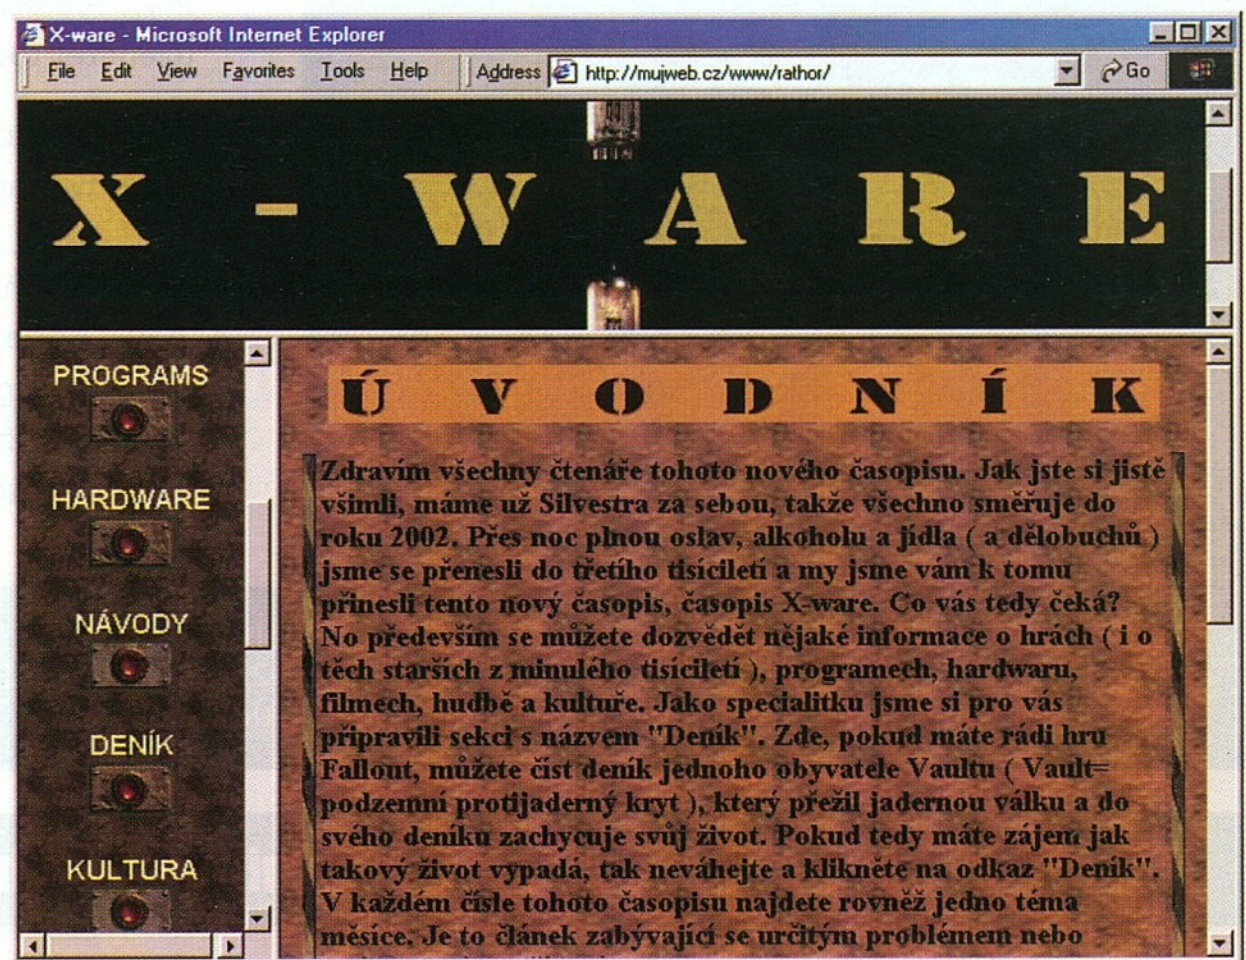 X-ware - Microsoft Internet Explorer
File Edit View Favorites Tools Help Address http://mujweb.cz/www/rathor/ Go
X - W A R E
PROGRAMS
HARDWARE
NÁVODY
DENÍK
KULTURA
Ú V O D N Í K
Zdravím všechny čtenáře tohoto nového časopisu. Jak jste si jistě
všimli, máme už Silvestra za sebou, takže všechno směřuje do
roku 2002. Přes noc plnou oslav, alkoholu a jídla ( a dělobuchů )
jsme se přenesli do třetího tisíciletí a my jsme vám k tomu
přinesli tento nový časopis, časopis X-ware. Co vás tedy čeká?
No především se můžete dozvědět nějaké informace o hrách ( i o
těch starších z minulého tisíciletí ), programech, hardwaru,
filmech, hudbě a kultuře. Jako specialitku jsme si pro vás
připravili sekci s názvem "Deník". Zde, pokud máte rádi hru
Fallout, můžete číst deník jednoho obyvatele Vaultu ( Vault=
podzemní protijaderný kryt ), který přežil jadernou válku a do
svého deníku zachycuje svůj život. Pokud tedy máte zájem jak
takový život vypadá, tak neváhejte a klikněte na odkaz "Deník".
V každém čísle tohoto časopisu najdete rovněž jedno téma
měsíce. Je to článek zabývající se určitým problémem nebo